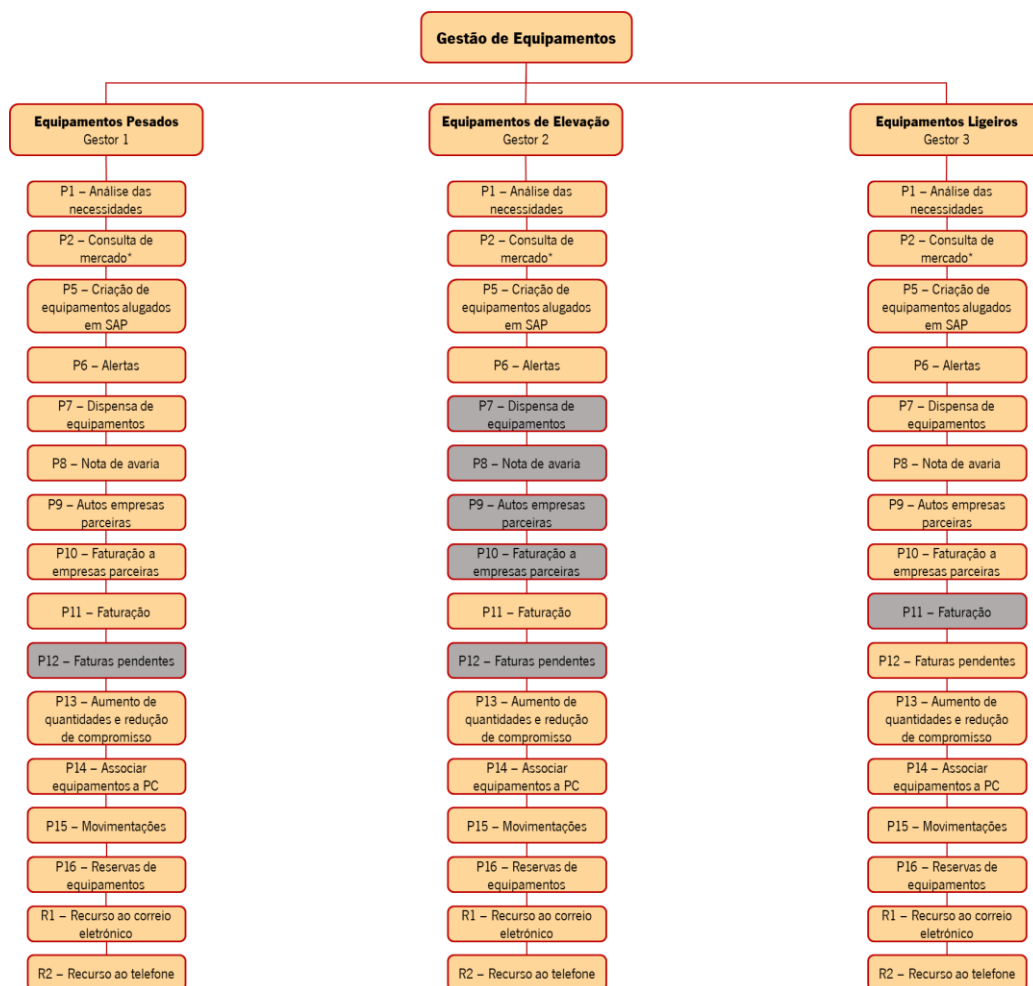 Gestão de Equipamentos
Equipamentos Pesados
Gestor 1
P1 – Análise das
necessidades
P2 – Consulta de
mercado*
P5 – Criação de
equipamentos alugados
em SAP
P6 – Alertas
P7 – Dispensa de
equipamentos
P8 – Nota de avaria
P9 – Autos empresas
parceiras
P10 – Faturação a
empresas parceiras
P11 – Faturação
P12 – Faturas pendentes
P13 – Aumento de
quantidades e redução
de compromisso
P14 – Associar
equipamentos a PC
P15 – Movimentações
P16 – Reservas de
equipamentos
R1 – Recurso ao correio
eletrónico
R2 – Recurso ao telefone
Equipamentos de Elevação
Gestor 2
P1 – Análise das
necessidades
P2 – Consulta de
mercado*
P5 – Criação de
equipamentos alugados
em SAP
P6 – Alertas
P7 – Dispensa de
equipamentos
P8 – Nota de avaria
P9 – Autos empresas
parceiras
P10 – Faturação a
empresas parceiras
P11 – Faturação
P12 – Faturas pendentes
P13 – Aumento de
quantidades e redução
de compromisso
P14 – Associar
equipamentos a PC
P15 – Movimentações
P16 – Reservas de
equipamentos
R1 – Recurso ao correio
eletrónico
R2 – Recurso ao telefone
Equipamentos Ligeiros
Gestor 3
P1 – Análise das
necessidades
P2 – Consulta de
mercado*
P5 – Criação de
equipamentos alugados
em SAP
P6 – Alertas
P7 – Dispensa de
equipamentos
P8 – Nota de avaria
P9 – Autos empresas
parceiras
P10 – Faturação a
empresas parceiras
P11 – Faturação
P12 – Faturas pendentes
P13 – Aumento de
quantidades e redução
de compromisso
P14 – Associar
equipamentos a PC
P15 – Movimentações
P16 – Reservas de
equipamentos
R1 – Recurso ao correio
eletrónico
R2 – Recurso ao telefone